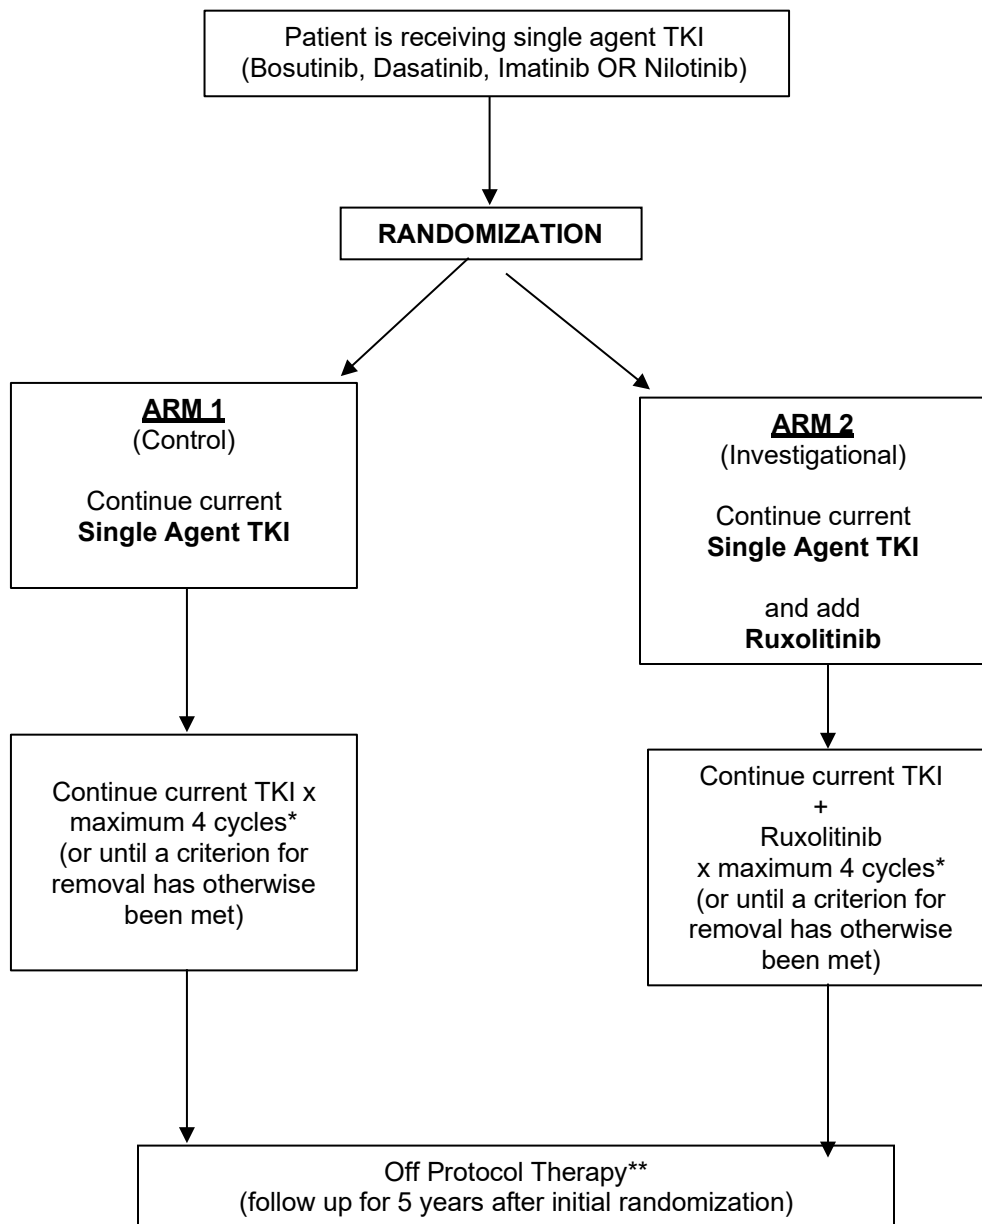 Patient is receiving single agent TKI
(Bosutinib, Dasatinib, Imatinib OR Nilotinib)
RANDOMIZATION
ARM 1
(Control)
Continue current
Single Agent TKI
ARM 2
(Investigational)
Continue current
Single Agent TKI
and add
Ruxolitinib
Continue current TKI x
maximum 4 cycles*
(or until a criterion for
removal has otherwise
been met)
Continue current TKI
+
Ruxolitinib
x maximum 4 cycles*
(or until a criterion for
removal has otherwise
been met)
Off Protocol Therapy**
(follow up for 5 years after initial randomization)